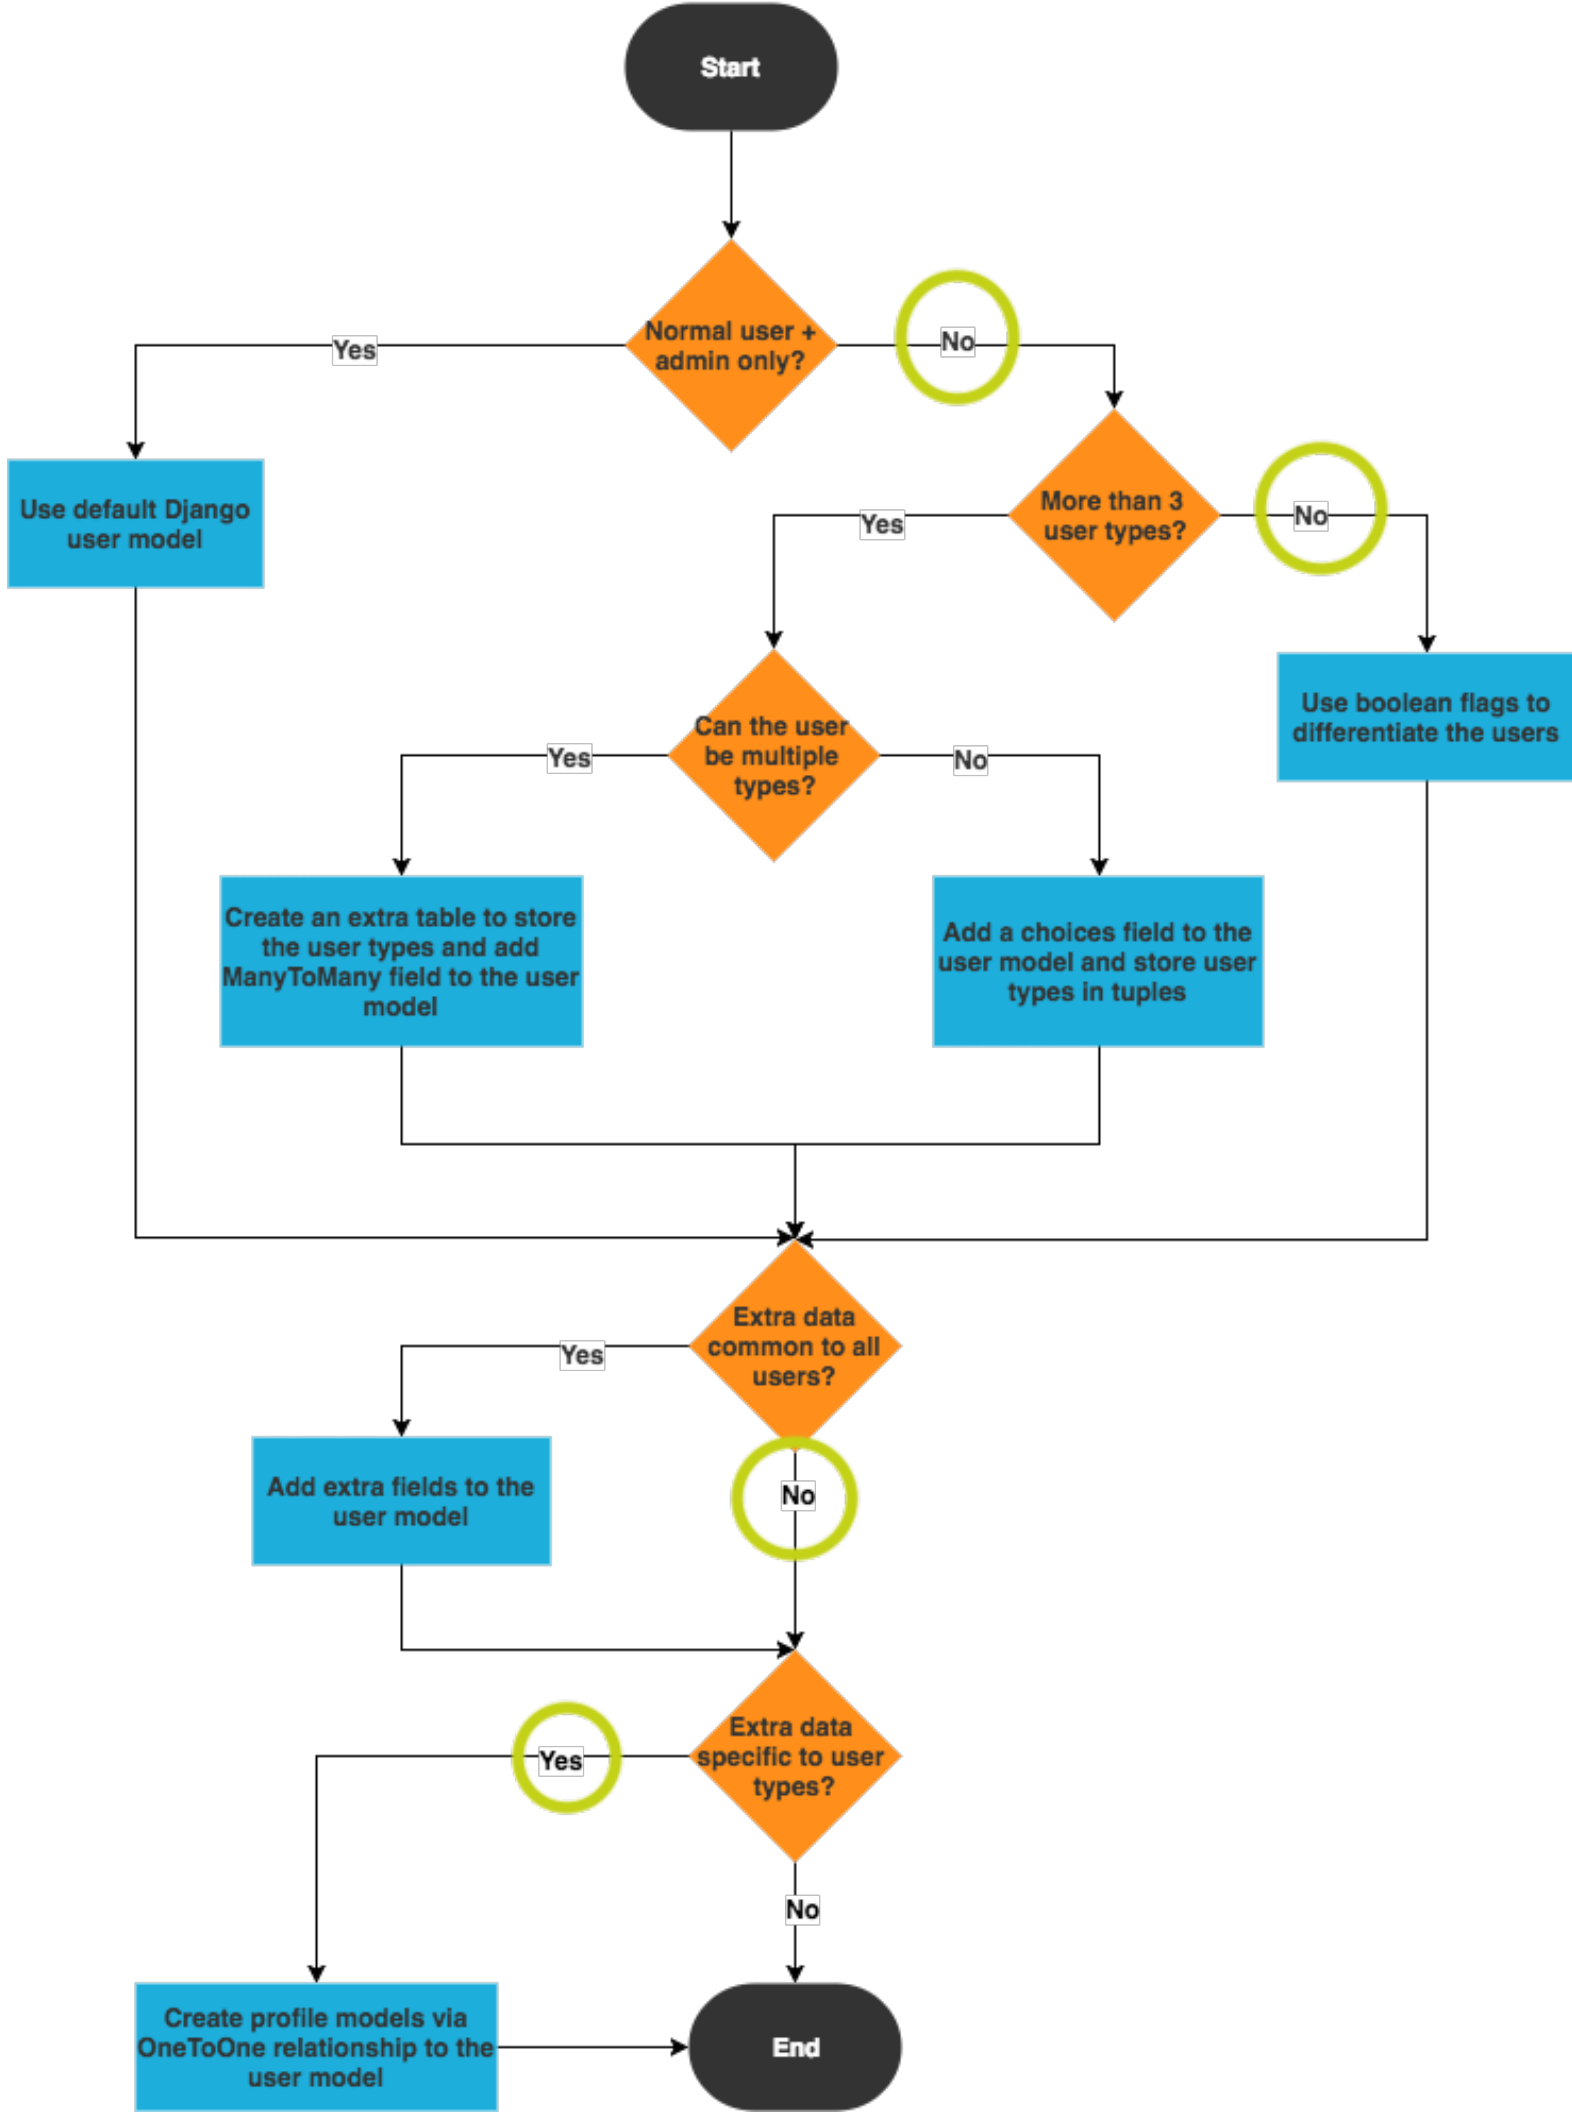 Start
Normal user +
admin only?
Yes
No
Use default Django
user model
More than 3
user types?
Yes
No
Use boolean flags to
differentiate the users
Can the user
be multiple
types?
Yes
No
Create an extra table to store
the user types and add
ManyToMany field to the user
model
Add a choices field to the
user model and store user
types in tuples
Extra data
common to all
users?
Yes
No
Add extra fields to the
user model
Extra data
specific to user
types?
Yes
No
Create profile models via
OneToOne relationship to the
user model
End